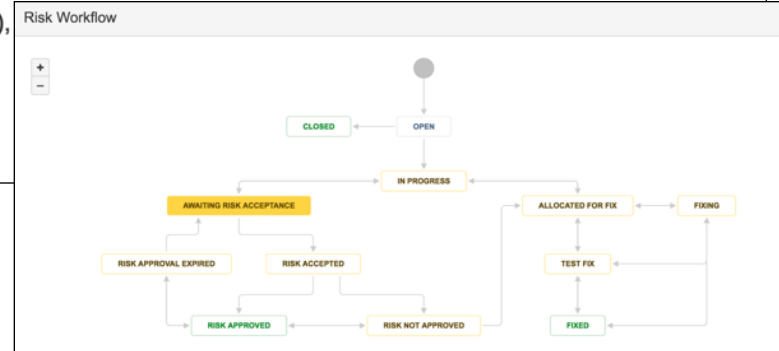 ),
Risk Workflow
+
−
CLOSED
OPEN
IN PROGRESS
AWAITING RISK ACCEPTANCE
ALLOCATED FOR FIX
FIXING
RISK APPROVAL EXPIRED
RISK ACCEPTED
TEST FIX
RISK APPROVED
RISK NOT APPROVED
FIXED